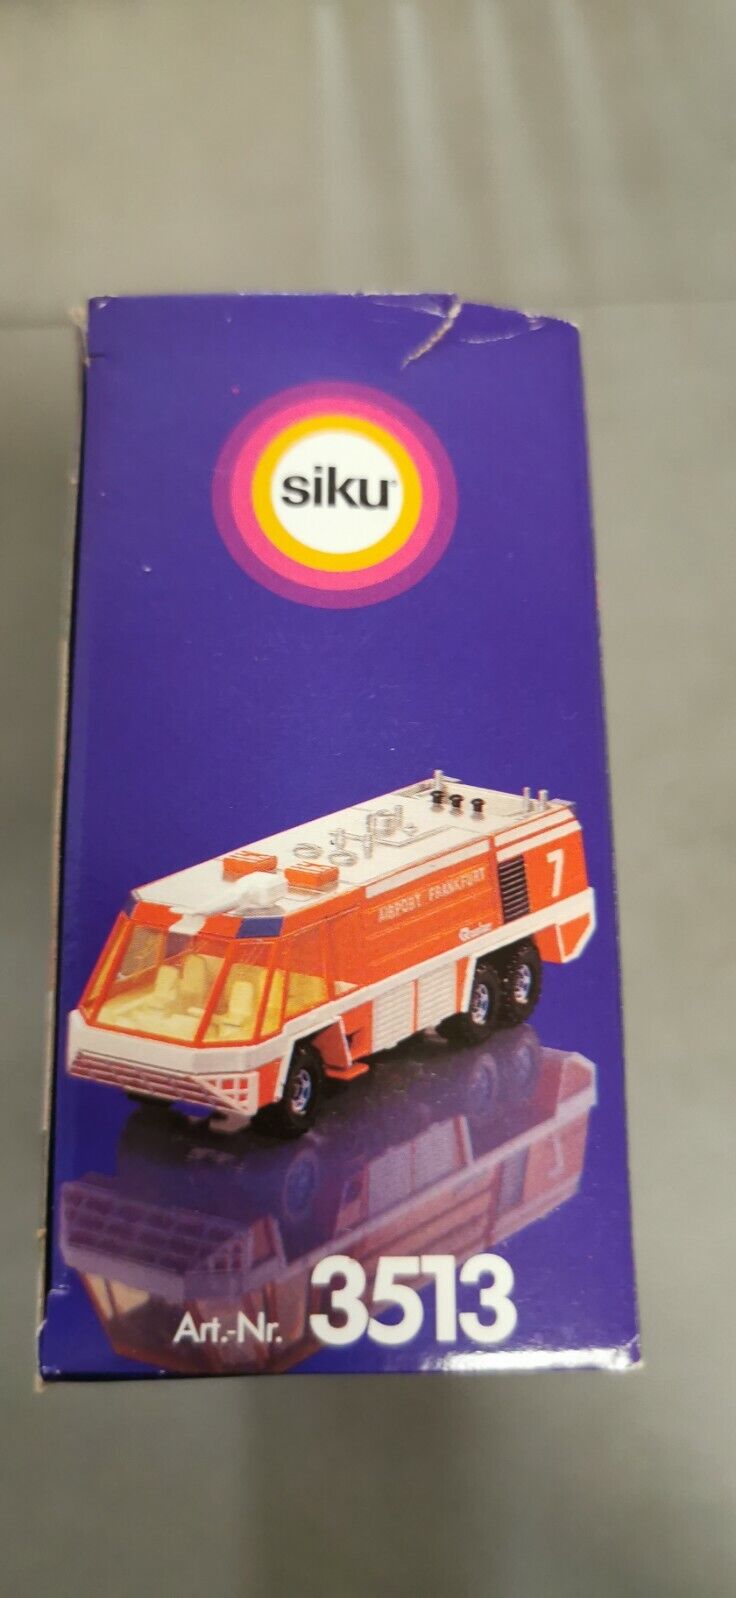 siku®
AIRPORT FRANKFURT
7
Art.-Nr. 3513